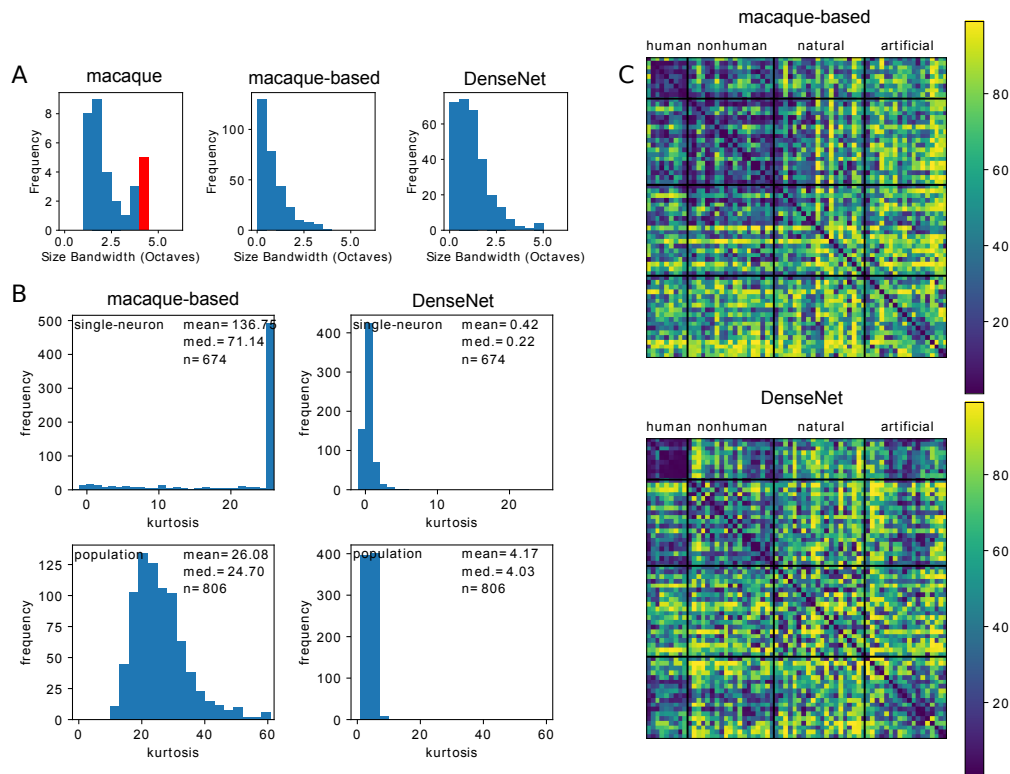 A
macaque
Frequency
8
6
4
2
0
0.0
2.5
5.0
Size Bandwidth (Octaves)
macaque-based
Frequency
100
50
0
0.0
2.5
5.0
DenseNet
Frequency
60
40
20
0
0.0
2.5
5.0
Size Bandwidth (Octaves)
B
macaque-based
single-neuron
mean= 136.75
med.= 71.14
n= 674
frequency
500
400
300
200
100
0
0
10
20
kurtosis
DenseNet
single-neuron
mean= 0.42
med.= 0.22
n= 674
frequency
400
300
200
100
0
0
10
20
kurtosis
population
mean= 26.08
med.= 24.70
n= 806
frequency
125
100
75
50
25
0
0
20
40
60
kurtosis
population
mean= 4.17
med.= 4.03
n= 806
frequency
400
300
200
100
0
0
20
40
60
kurtosis
C
macaque-based
human nonhuman natural artificial
80
60
40
20
DenseNet
human nonhuman natural artificial
80
60
40
20